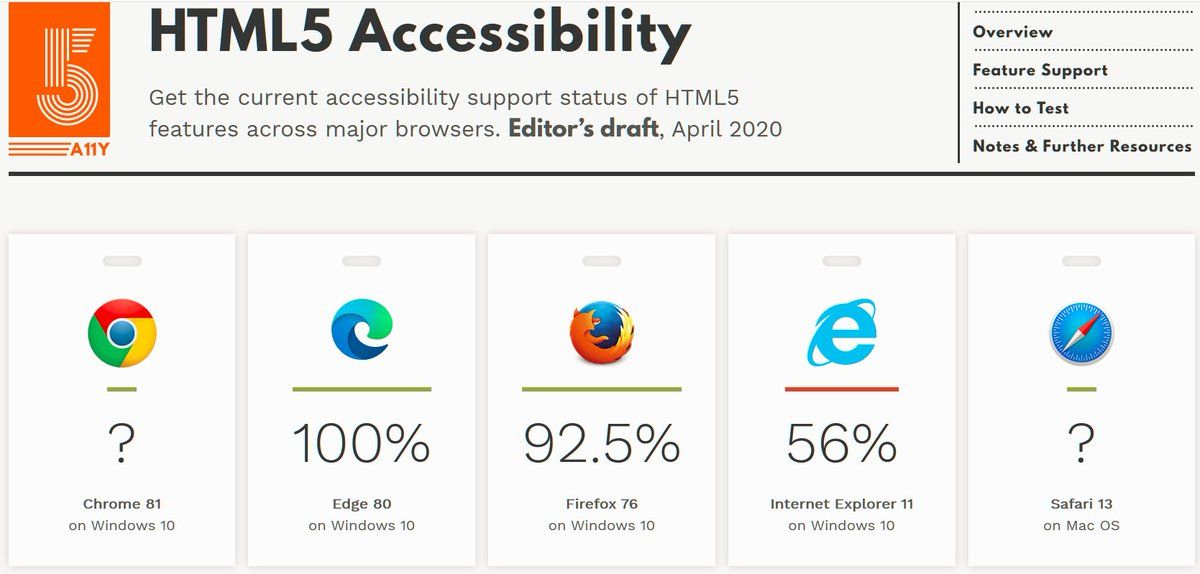 HTML5 Accessibility
Get the current accessibility support status of HTML5
features across major browsers. Editor's draft, April 2020
5
A11Y
Overview
Feature Support
How to Test
Notes & Further Resources
?
Chrome 81
on Windows 10
100%
Edge 80
on Windows 10
92.5%
Firefox 76
on Windows 10
56%
Internet Explorer 11
on Windows 10
?
Safari 13
on Mac OS